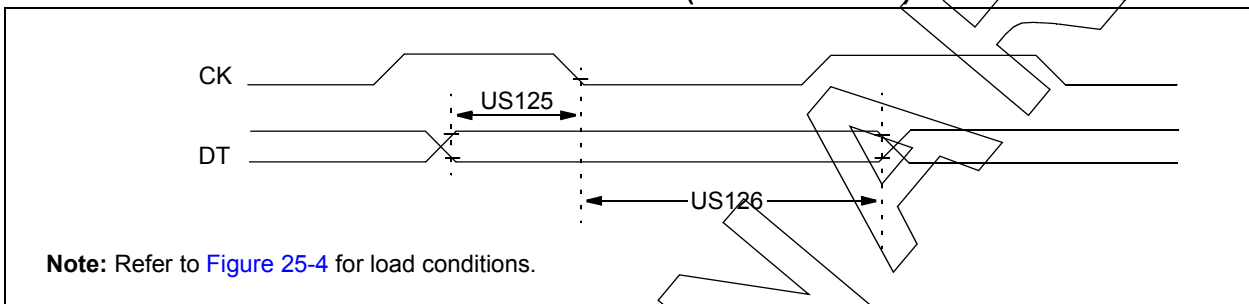 CK
US125
DT
US126
Note: Refer to Figure 25-4 for load conditions.